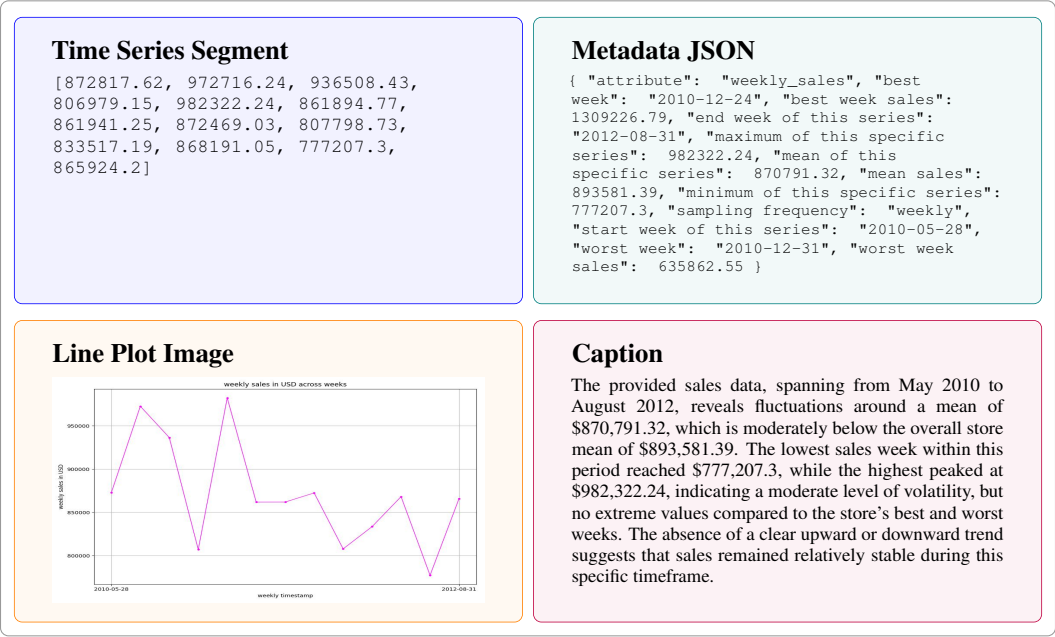 Time Series Segment
[872817.62, 972716.24, 936508.43,
806979.15, 982322.24, 861894.77,
861941.25, 872469.03, 807798.73,
833517.19, 868191.05, 777207.3,
865924.2]
Metadata JSON
{ "attribute": "weekly_sales", "best
week": "2010-12-24", "best week sales":
1309226.79, "end week of this series":
"2012-08-31", "maximum of this specific
series": 982322.24, "mean of this
specific series": 870791.32, "mean sales":
893581.39, "minimum of this specific series":
777207.3, "sampling frequency": "weekly",
"start week of this series": "2010-05-28",
"worst week": "2010-12-31", "worst week
sales": 635862.55 }
Line Plot Image
weekly sales in USD across weeks
950000
900000
850000
800000
weekly sales in USD
2010-05-28
2012-08-31
weekly timestamp
Caption
The provided sales data, spanning from May 2010 to
August 2012, reveals fluctuations around a mean of
$870,791.32, which is moderately below the overall store
mean of $893,581.39. The lowest sales week within this
period reached $777,207.3, while the highest peaked at
$982,322.24, indicating a moderate level of volatility, but
no extreme values compared to the store's best and worst
weeks. The absence of a clear upward or downward trend
suggests that sales remained relatively stable during this
specific timeframe.